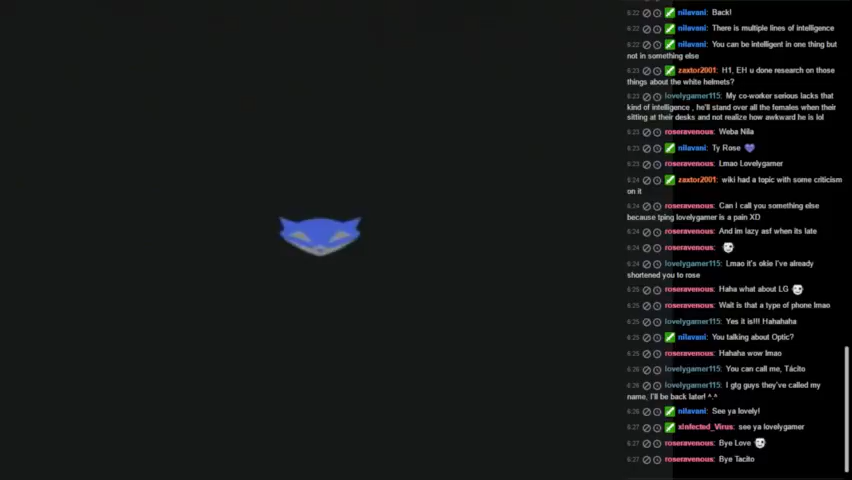 6:22 nilavani: Back!
6:22 nilavani: There is multiple lines of intelligence
6:22 nilavani: You can be intelligent in one thing but
not in something else
6:23 zaxtor2001: H1, EH u done research on those
things about the white helmets?
6:23 lovelygamer115: My co-worker serious lacks that
kind of intelligence , he'll stand over all the females when their
sitting at their desks and not realize how awkward he is lol
6:23 roseravenous: Weba Nila
6:23 nilavani: Ty Rose
6:23 roseravenous: Lmao Lovelygamer
6:24 zaxtor2001: wiki had a topic with some criticism
on it
6:24 roseravenous: Can I call you something else
because tping lovelygamer is a pain XD
6:24 roseravenous: And im lazy asf when its late
6:24 roseravenous:
6:24 lovelygamer115: Lmao it's okie I've already
shortened you to rose
6:25 roseravenous: Haha what about LG
6:25 roseravenous: Wait is that a type of phone lmao
6:25 lovelygamer115: Yes it is!!! Hahahaha
6:25 nilavani: You talking about Optic?
6:25 roseravenous: Hahaha wow lmao
6:26 lovelygamer115: You can call me, Tácito
6:26 lovelygamer115: I gtg guys they've called my
name, I'll be back later! ^.^
6:26 nilavani: See ya lovely!
6:27 xInfected_Virus: see ya lovelygamer
6:27 roseravenous: Bye Love
6:27 roseravenous: Bye Tacito